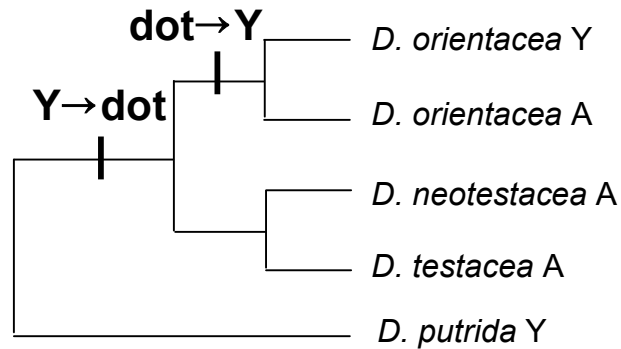 dot→Y
D. orientacea Y
Y→dot
D. orientacea A
D. neotestacea A
D. testacea A
D. putrida Y